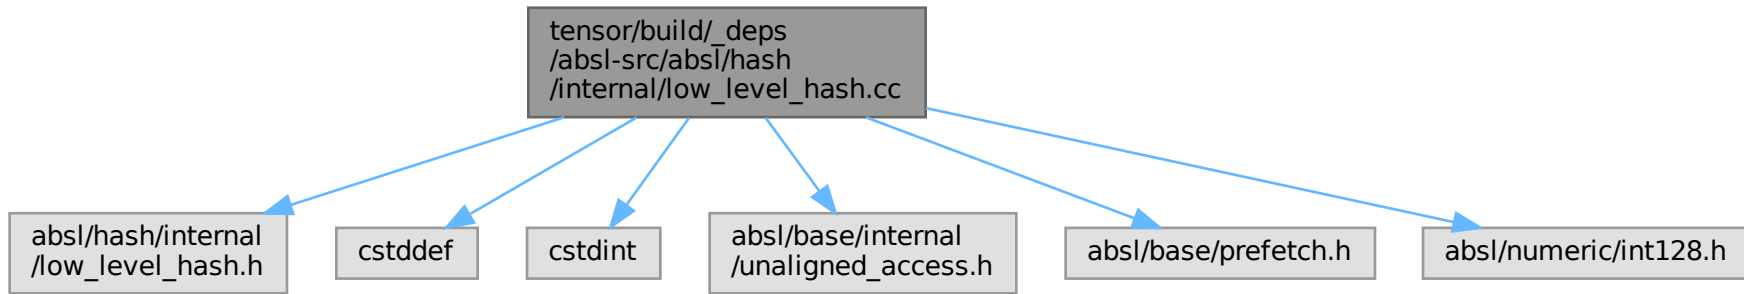 tensor/build/_deps
/absl-src/absl/hash
/internal/low_level_hash.cc
absl/hash/internal
/low_level_hash.h
cstddef
cstdint
absl/base/internal
/unaligned_access.h
absl/base/prefetch.h
absl/numeric/int128.h